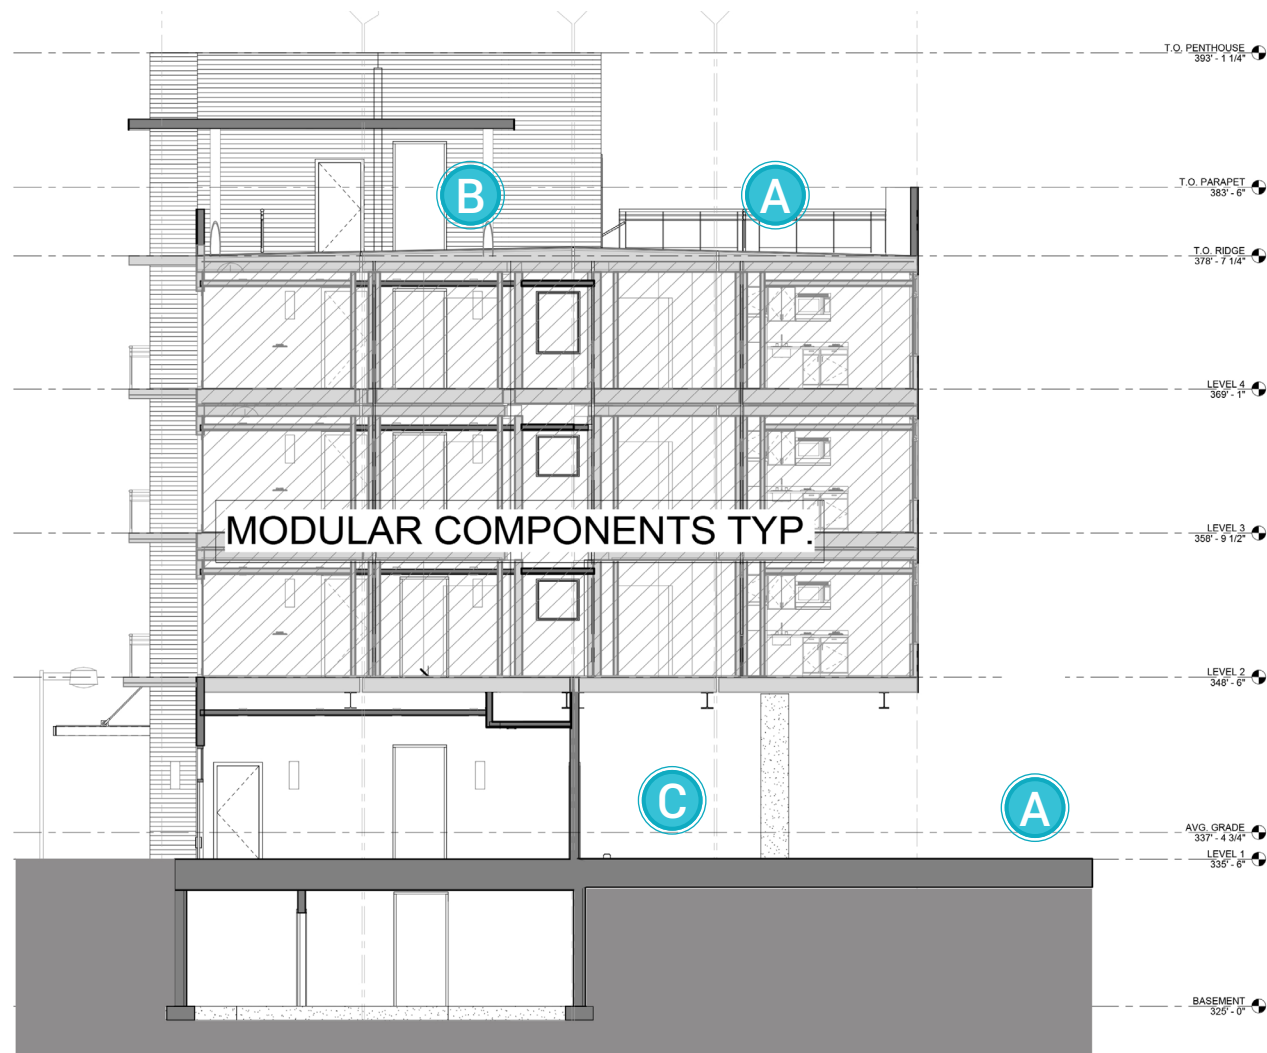 T.O. PENTHOUSE
393' - 1 1/4"
B
A
T.O. PARAPET
383' - 6"
T.O. RIDGE
378' - 7 1/4"
LEVEL 4
369' - 1"
MODULAR COMPONENTS TYP.
LEVEL 3
358' - 9 1/2"
LEVEL 2
348' - 6"
C
A
AVG. GRADE
337' - 4 3/4"
LEVEL 1
335' - 6"
BASEMENT
325' - 0"